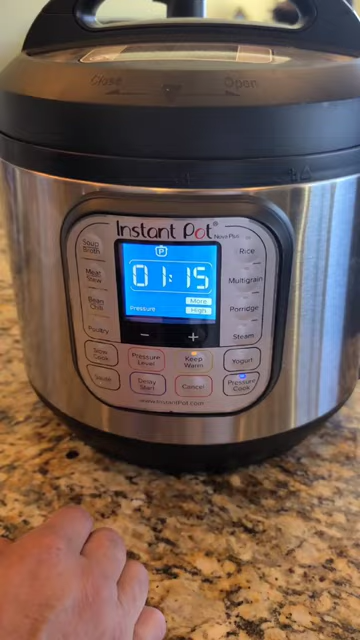 Close Open
Instant Pot®
Nova Plus
Soup
Broth
Meat
Stew
Bean
Chili
Poultry
Slow
Cook
Sauté
P
01:15
Pressure
More
High
− +
Rice
Multigrain
Porridge
Steam
Pressure
Level
Keep
Warm
Yogurt
Delay
Start
Cancel
Pressure
Cook
www.InstantPot.com